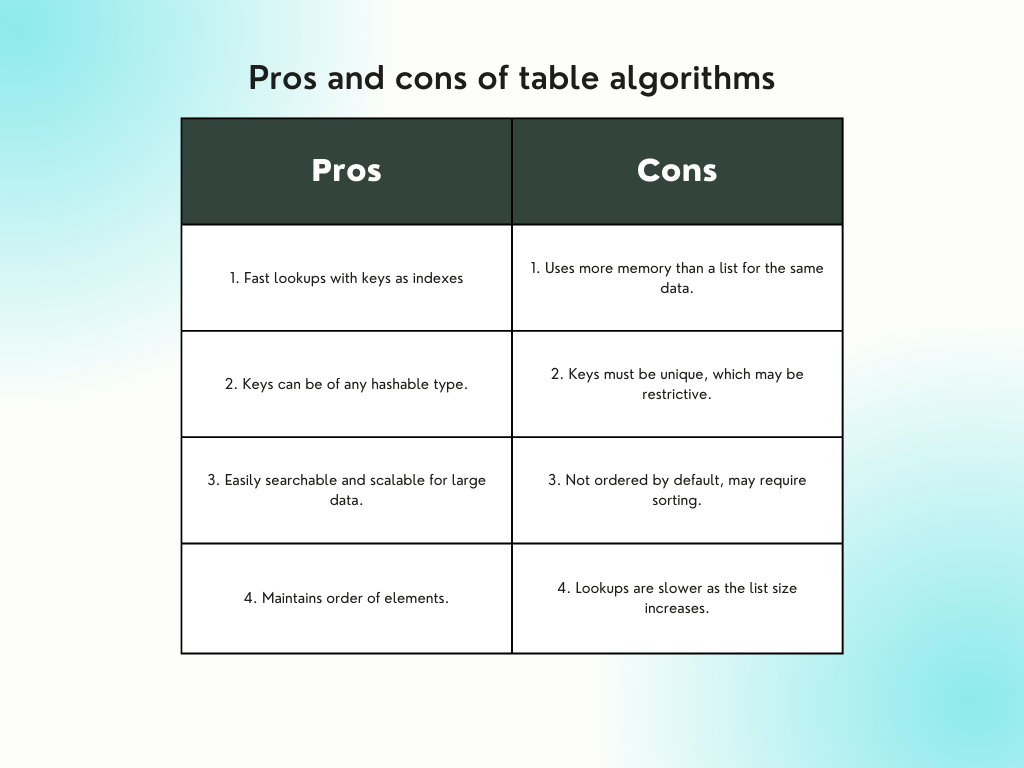 Pros and cons of table algorithms
Pros
Cons
1. Fast lookups with keys as indexes
1. Uses more memory than a list for the same
data.
2. Keys can be of any hashable type.
2. Keys must be unique, which may be
restrictive.
3. Easily searchable and scalable for large
data.
3. Not ordered by default, may require
sorting.
4. Maintains order of elements.
4. Lookups are slower as the list size
increases.